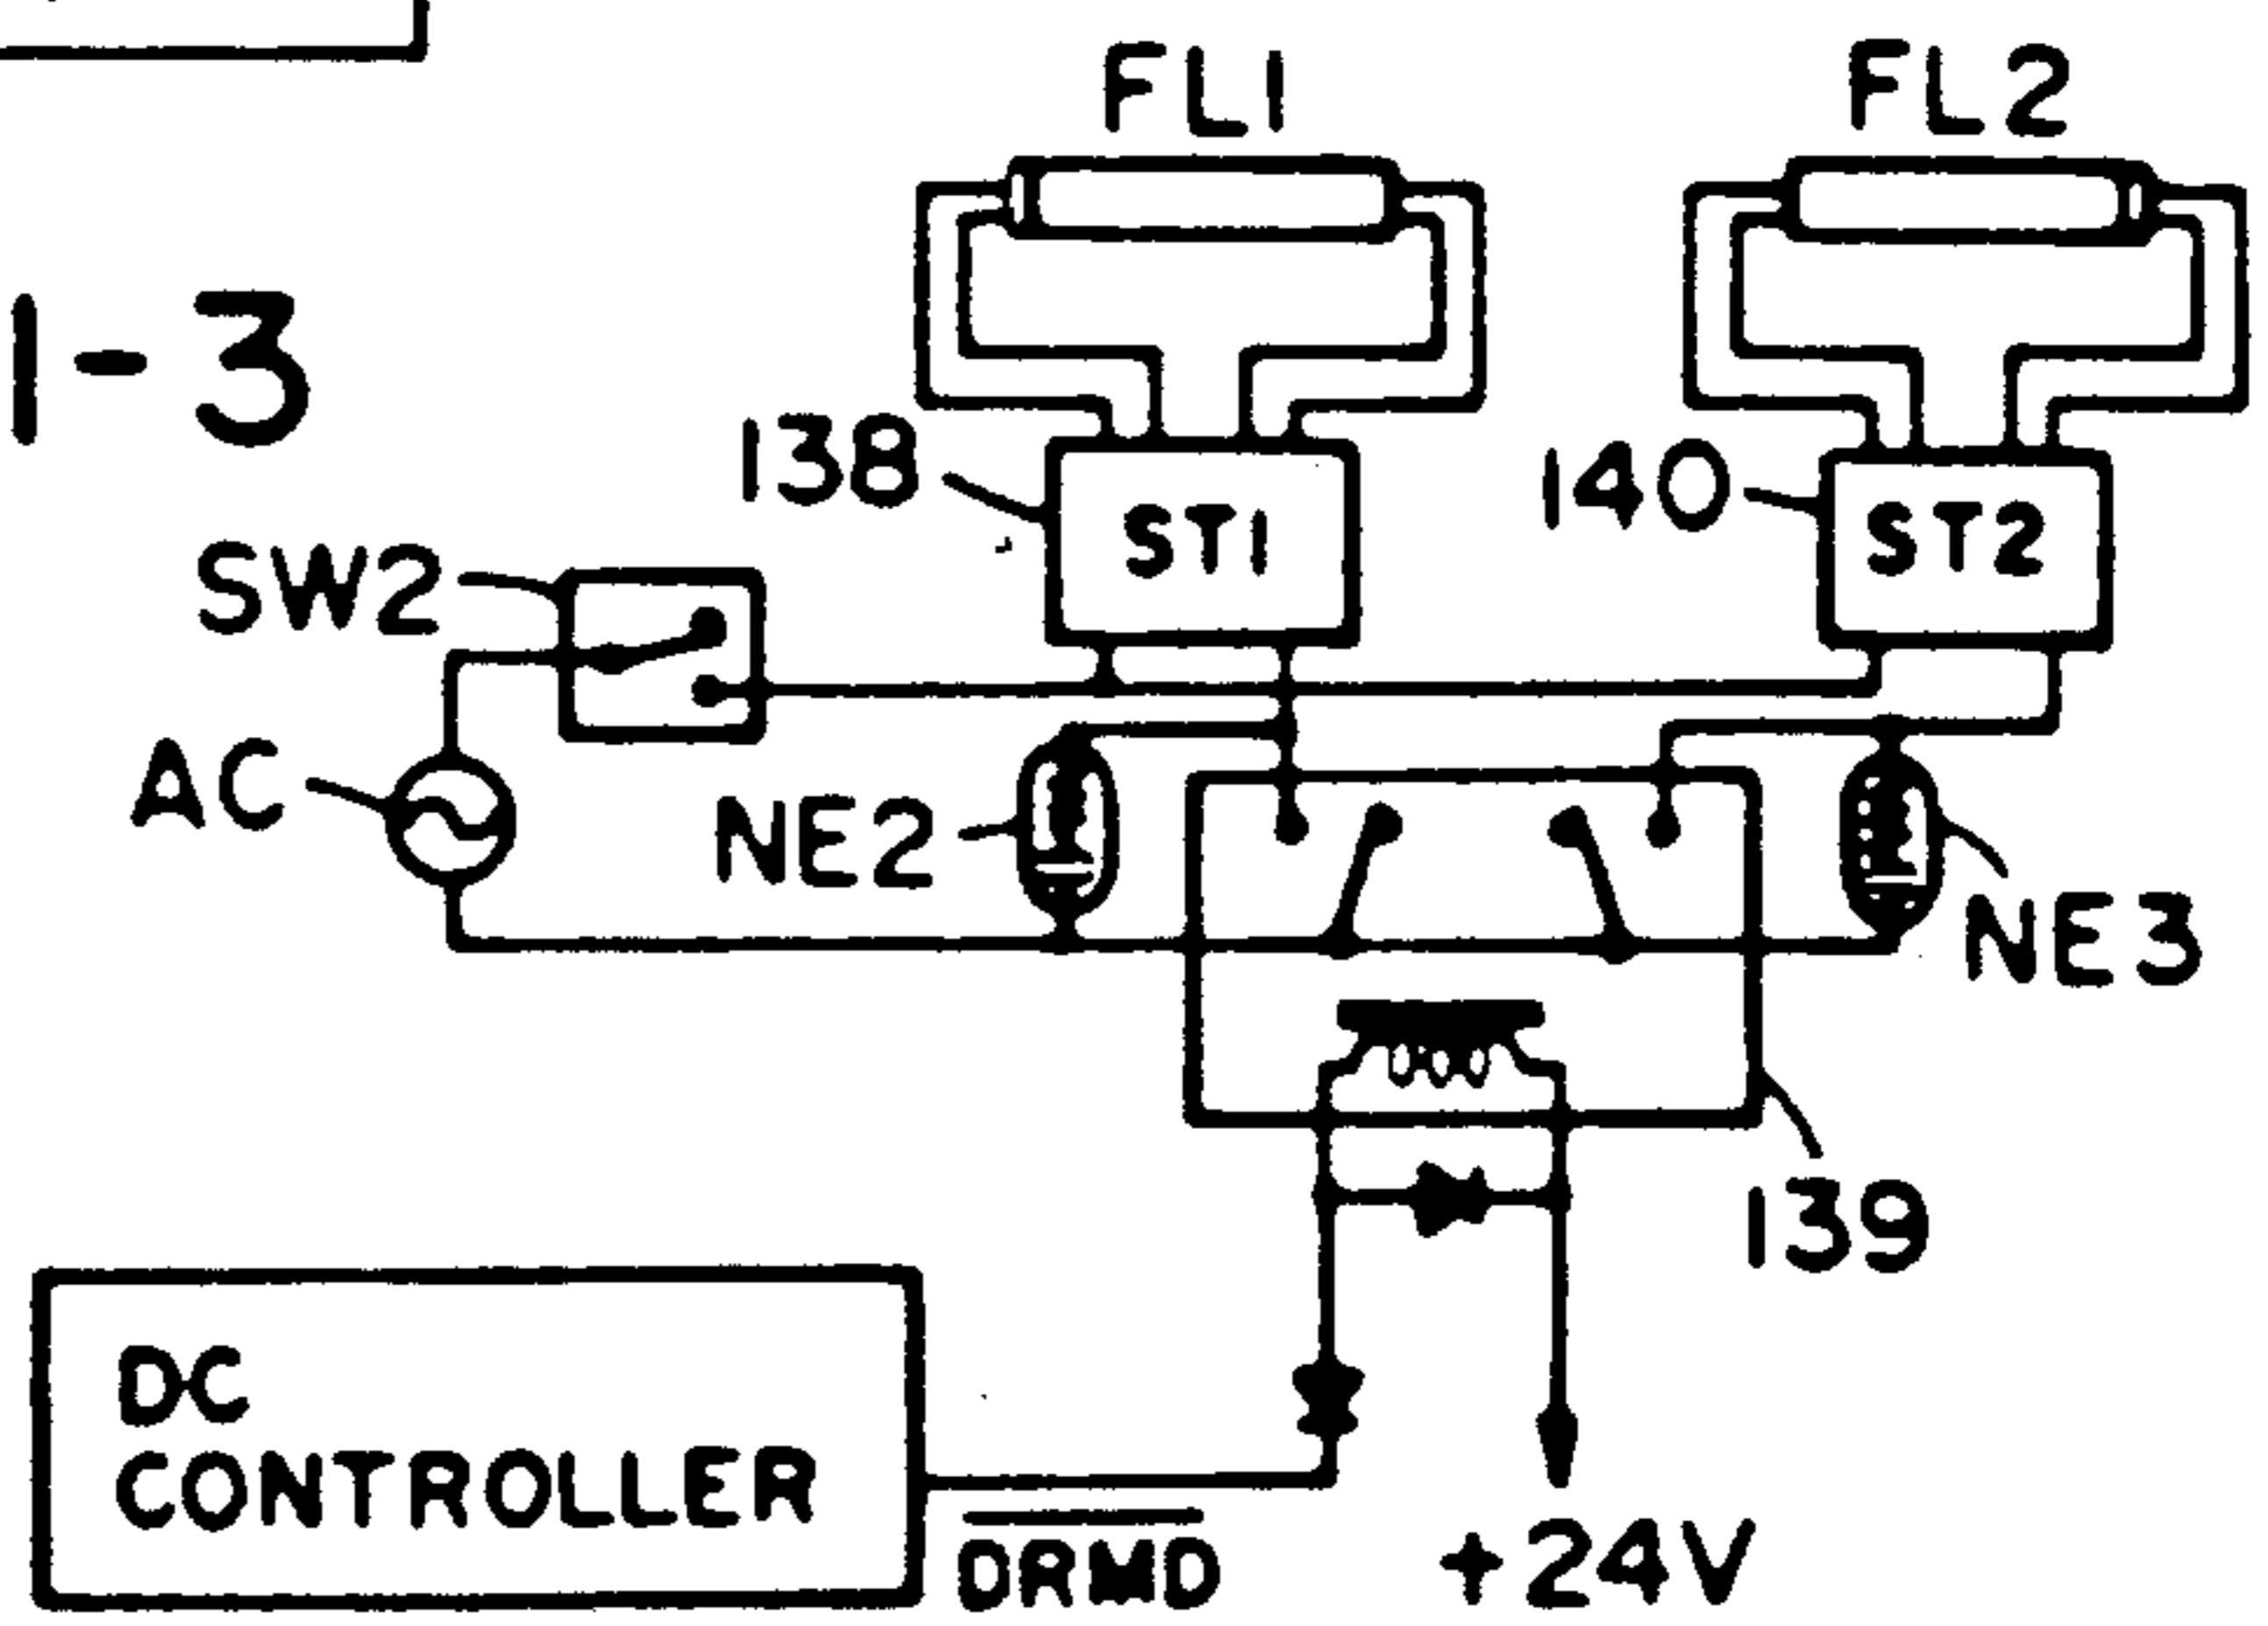 FL1
FL2
1-3
138
140
ST1
ST2
SW2
AC
NE2
NE3
139
DC
CONTROLLER
DRMD
+24V